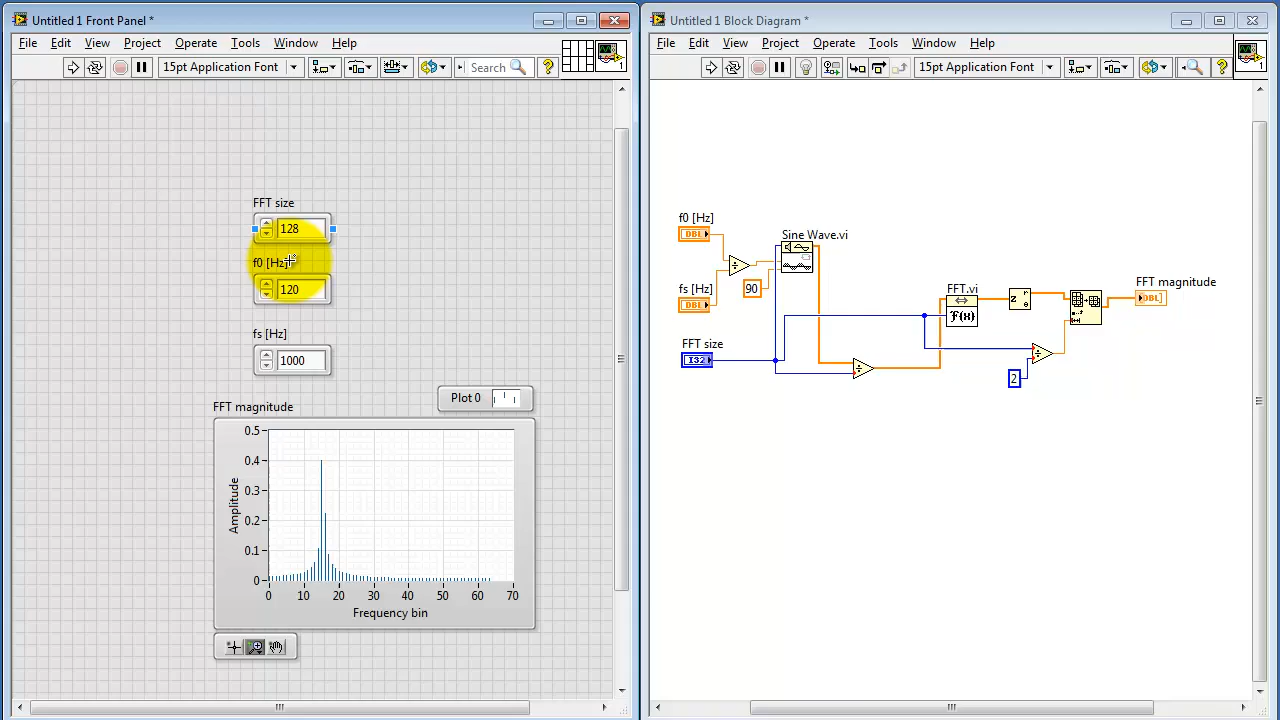 Untitled 1 Front Panel *
File Edit View Project Operate Tools Window Help
15pt Application Font
Search
?
1
FFT size
128
f0 [Hz]
120
fs [Hz]
1000
FFT magnitude
Plot 0
0.5
0.4
0.3
0.2
0.1
0
Amplitude
0 10 20 30 40 50 60 70
Frequency bin
Untitled 1 Block Diagram *
File Edit View Project Operate Tools Window Help
15pt Application Font
?
1
f0 [Hz]
DBL
Sine Wave.vi
fs [Hz]
DBL
90
FFT size
I32
FFT.vi
f(x)
z r
θ
FFT magnitude
DBL
2